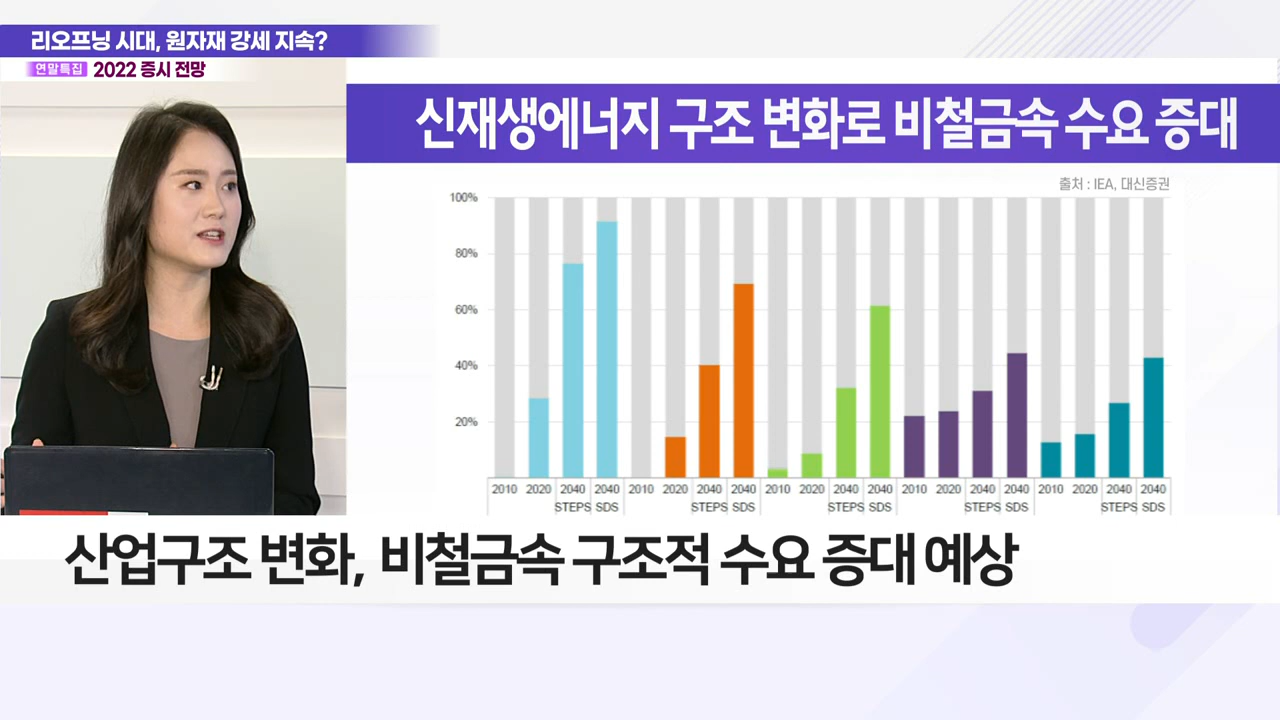 리오프닝 시대, 원자재 강세 지속?
연말특집 2022 증시 전망
신재생에너지 구조 변화로 비철금속 수요 증대
출처 : IEA, 대신증권
100%
80%
60%
40%
20%
2010 2020 2040 2040 2010 2020 2040 2040 2010 2020 2040 2040 2010 2020 2040 2040 2010 2020 2040 2040
STEPS SDS STEPS SDS STEPS SDS STEPS SDS STEPS SDS
산업구조 변화, 비철금속 구조적 수요 증대 예상